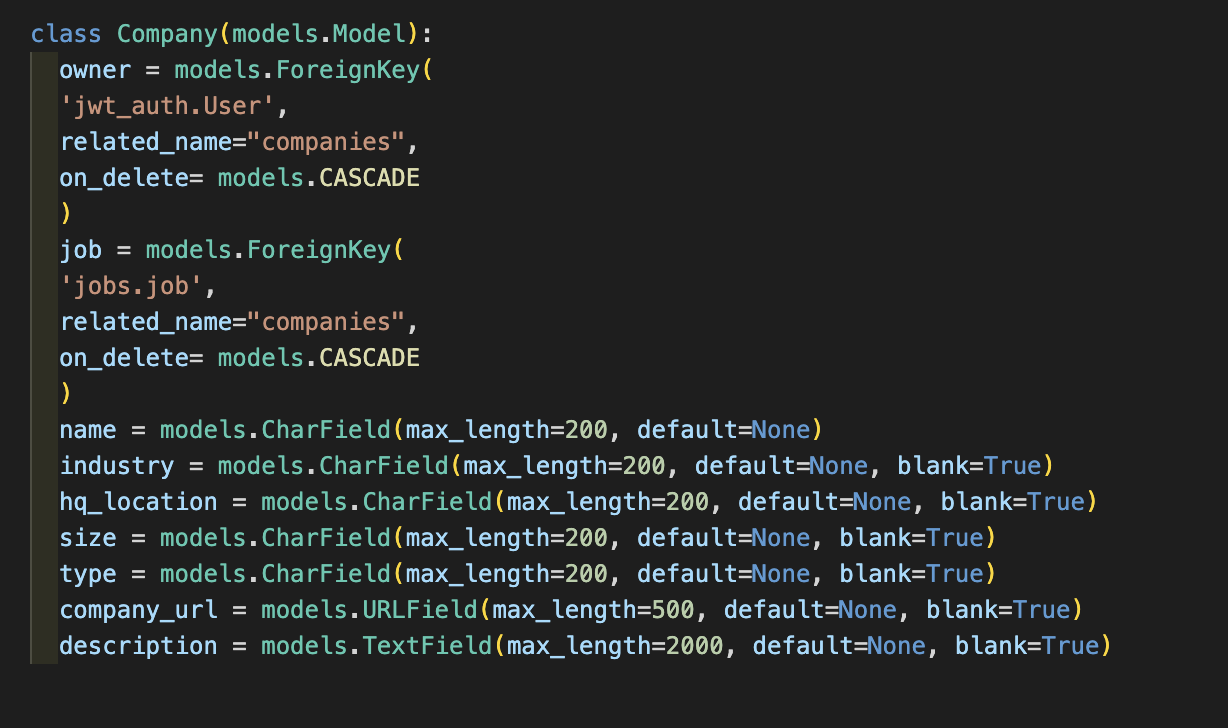 class Company(models.Model):
owner = models.ForeignKey(
'jwt_auth.User',
related_name="companies",
on_delete= models.CASCADE
)
job = models.ForeignKey(
'jobs.job',
related_name="companies",
on_delete= models.CASCADE
)
name = models.CharField(max_length=200, default=None)
industry = models.CharField(max_length=200, default=None, blank=True)
hq_location = models.CharField(max_length=200, default=None, blank=True)
size = models.CharField(max_length=200, default=None, blank=True)
type = models.CharField(max_length=200, default=None, blank=True)
company_url = models.URLField(max_length=500, default=None, blank=True)
description = models.TextField(max_length=2000, default=None, blank=True)